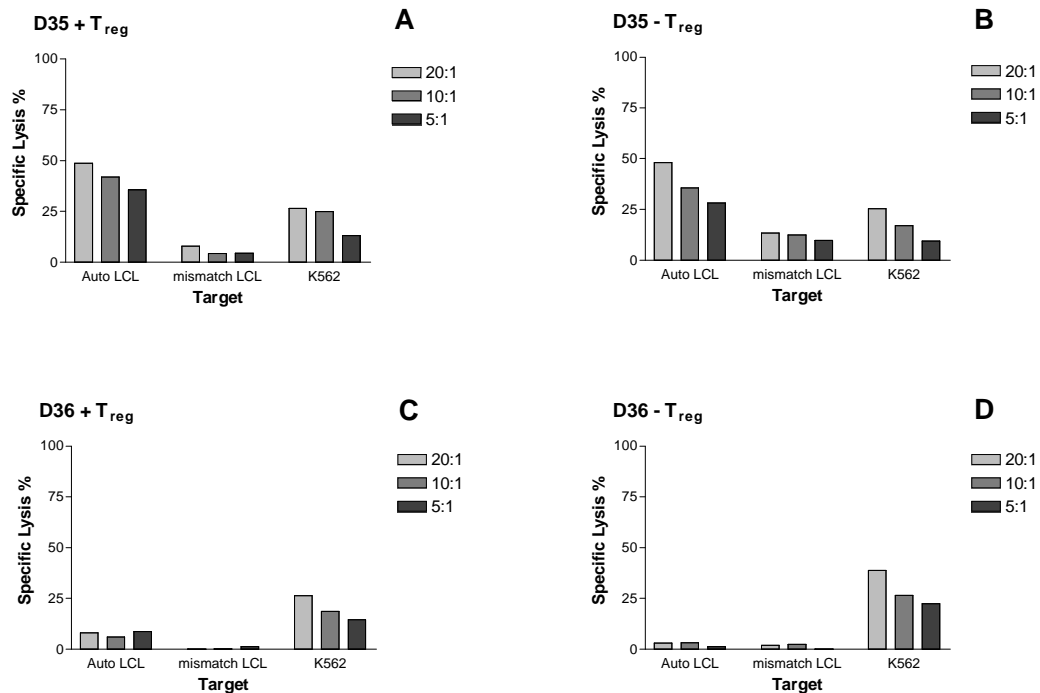 D35 + Treg
A
100
75
50
25
0
Specific Lysis %
Auto LCL
mismatch LCL
K562
Target
20:1
10:1
5:1
D35 - Treg
B
100
75
50
25
0
Specific Lysis %
Auto LCL
mismatch LCL
K562
Target
20:1
10:1
5:1
D36 + Treg
C
100
75
50
25
0
Specific Lysis %
Auto LCL
mismatch LCL
K562
Target
20:1
10:1
5:1
D36 - Treg
D
100
75
50
25
0
Specific Lysis %
Auto LCL
mismatch LCL
K562
Target
20:1
10:1
5:1